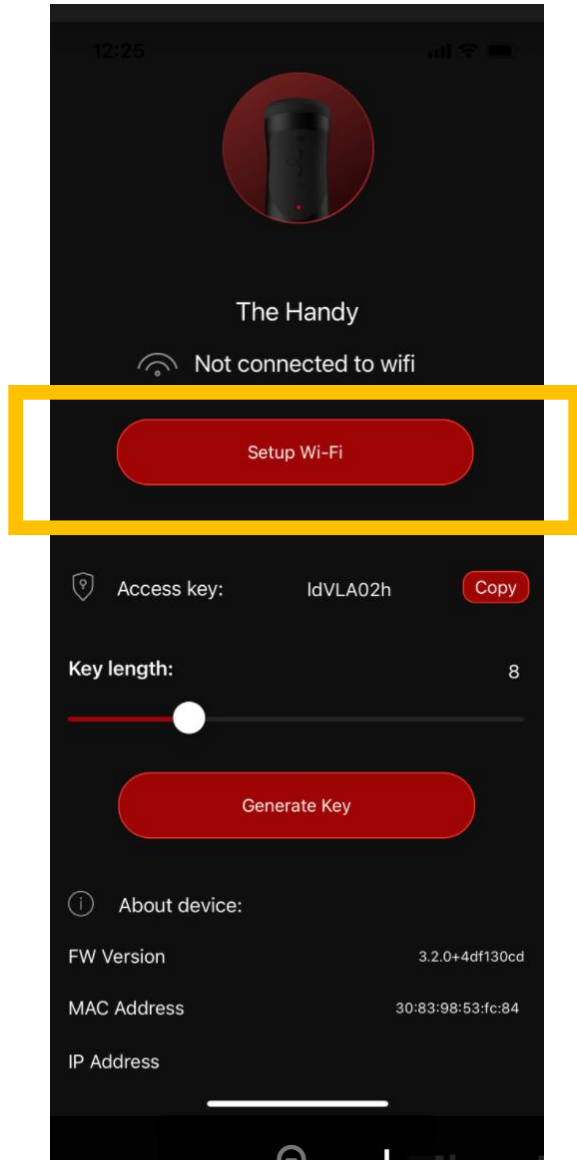 12:25
The Handy
Not connected to wifi
Setup Wi-Fi
Access key: IdVLA02h Copy
Key length: 8
Generate Key
About device:
FW Version 3.2.0+4df130cd
MAC Address 30:83:98:53:fc:84
IP Address